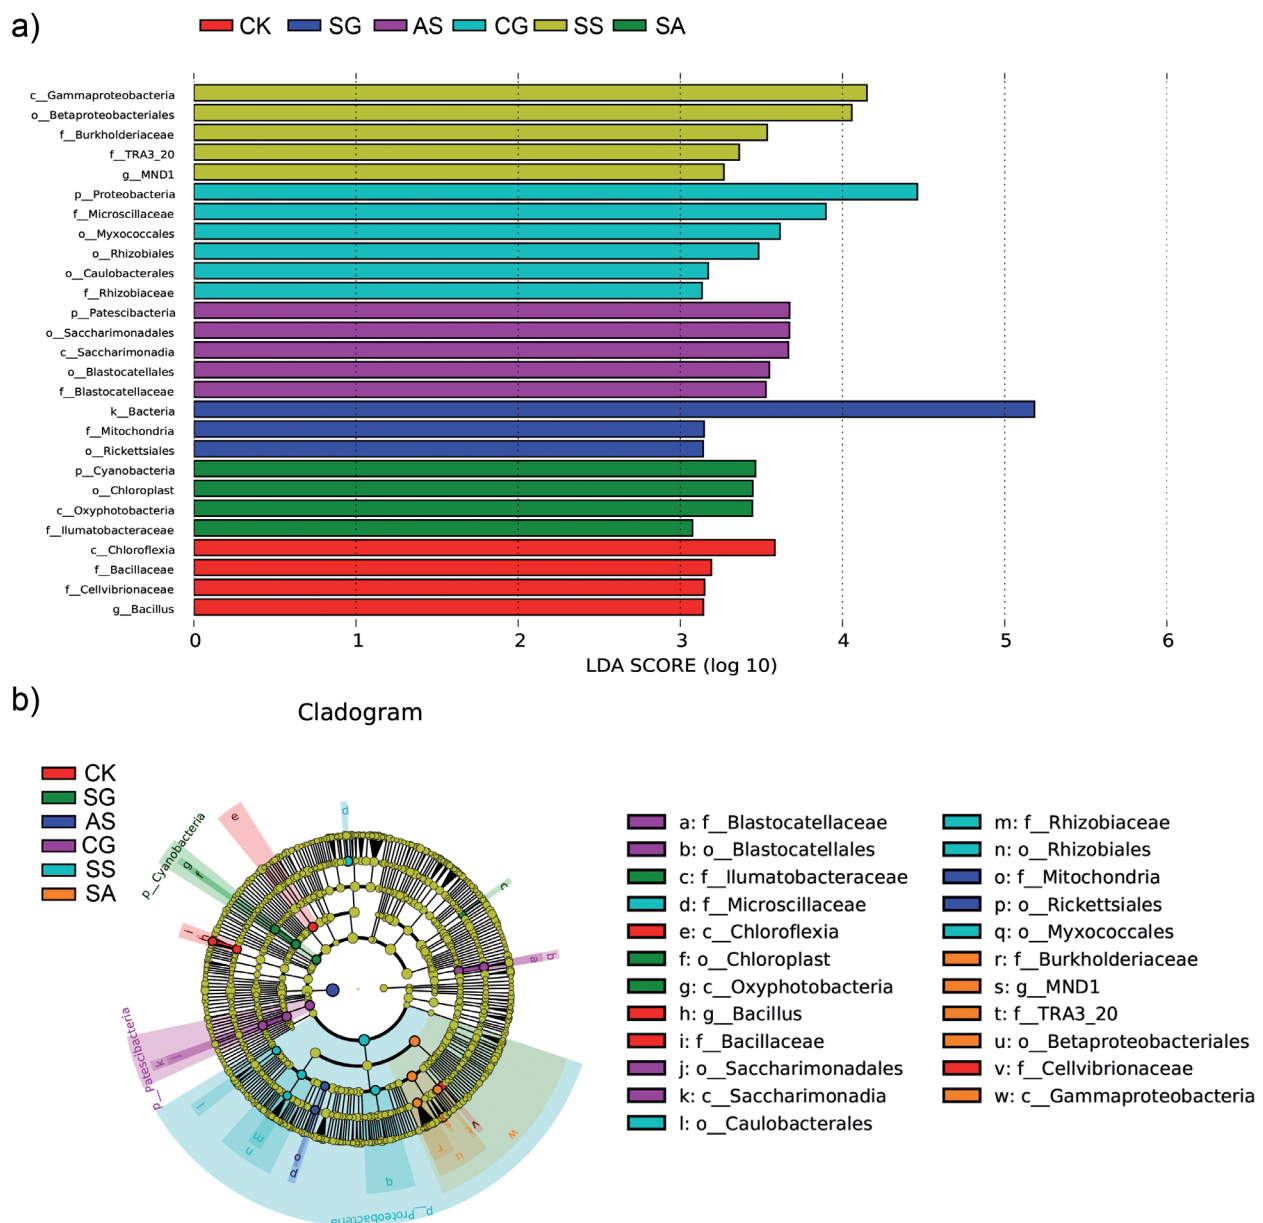 a)
CK SG AS CG SS SA
c__Gammaproteobacteria
o__Betaproteobacteriales
f__Burkholderiaceae
f__TRA3_20
g__MND1
p__Proteobacteria
f__Microscillaceae
o__Myxococcales
o__Rhizobiales
o__Caulobacterales
f__Rhizobiaceae
p__Patescibacteria
o__Saccharimonadales
c__Saccharimonadia
o__Blastocatellales
f__Blastocatellaceae
k__Bacteria
f__Mitochondria
o__Rickettsiales
p__Cyanobacteria
o__Chloroplast
c__Oxyphotobacteria
f__Ilumatobacteraceae
c__Chloroflexia
f__Bacillaceae
f__Cellvibrionaceae
g__Bacillus
0 1 2 3 4 5 6
LDA SCORE (log 10)
b)
Cladogram
CK
SG
AS
CG
SS
SA
d
e
p__Cyanobacteria
g
f
c
i
h
b
a
p__Patescibacteria
k
j
l
m
n
o
p
q
r
u
v
w
p__Proteobacteria
a: f__Blastocatellaceae
b: o__Blastocatellales
c: f__Ilumatobacteraceae
d: f__Microscillaceae
e: c__Chloroflexia
f: o__Chloroplast
g: c__Oxyphotobacteria
h: g__Bacillus
i: f__Bacillaceae
j: o__Saccharimonadales
k: c__Saccharimonadia
l: o__Caulobacterales
m: f__Rhizobiaceae
n: o__Rhizobiales
o: f__Mitochondria
p: o__Rickettsiales
q: o__Myxococcales
r: f__Burkholderiaceae
s: g__MND1
t: f__TRA3_20
u: o__Betaproteobacteriales
v: f__Cellvibrionaceae
w: c__Gammaproteobacteria